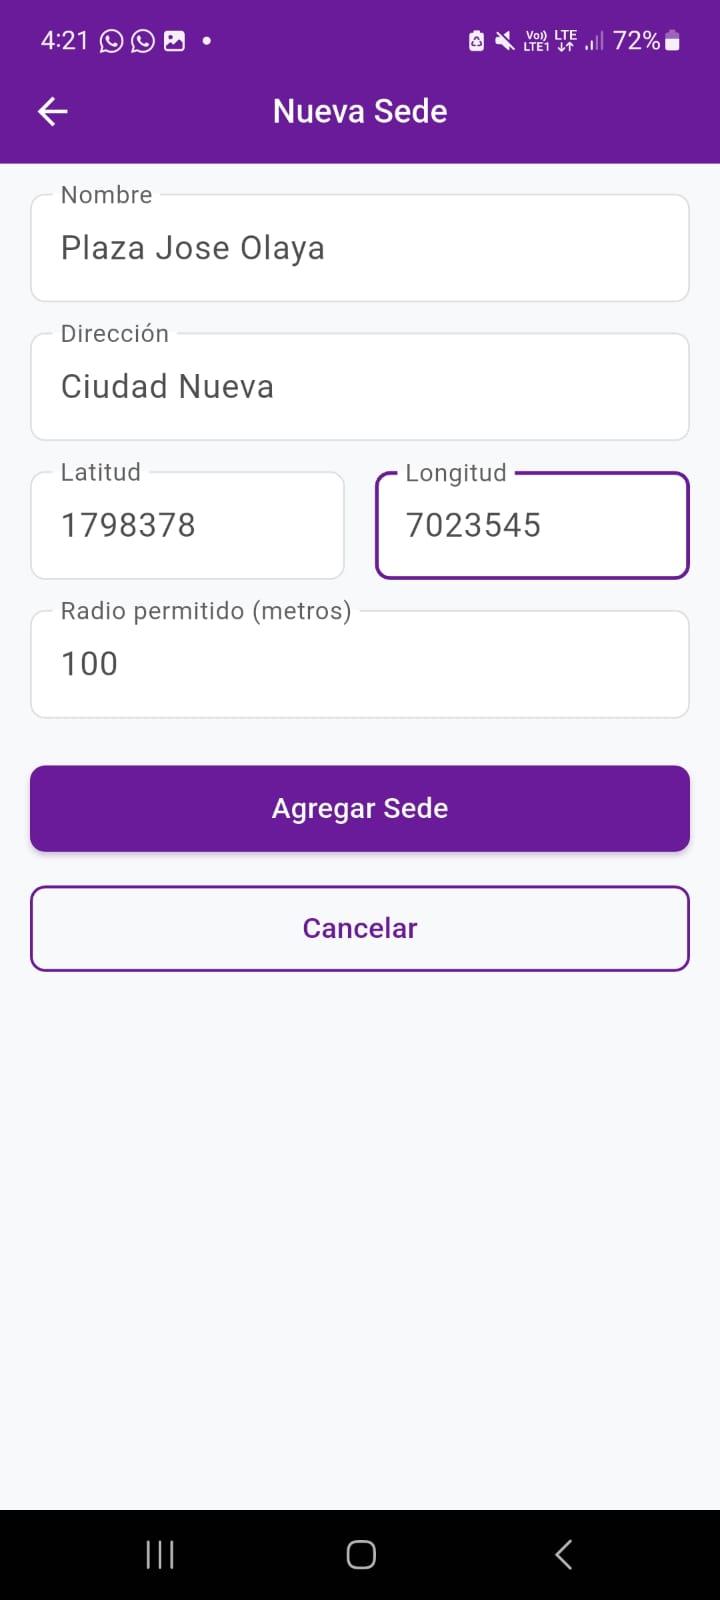 4:21
Vo)) LTE 72%
LTE1
Nueva Sede
Nombre
Plaza Jose Olaya
Dirección
Ciudad Nueva
Latitud Longitud
1798378 7023545
Radio permitido (metros)
100
Agregar Sede
Cancelar